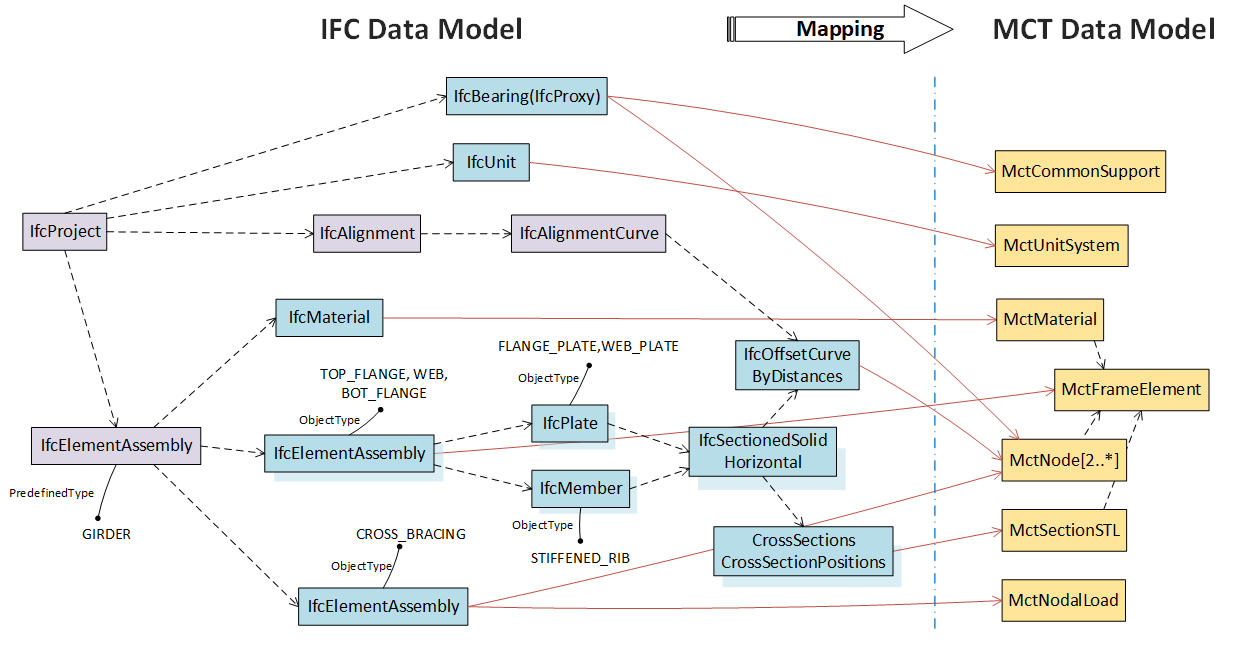 IFC Data Model
Mapping
MCT Data Model
IfcBearing(IfcProxy)
IfcUnit
MctCommonSupport
IfcProject
IfcAlignment
IfcAlignmentCurve
MctUnitSystem
IfcMaterial
MctMaterial
FLANGE_PLATE,WEB_PLATE
IfcOffsetCurve
ByDistances
TOP_FLANGE, WEB,
BOT_FLANGE
ObjectType
MctFrameElement
ObjectType
IfcPlate
IfcElementAssembly
IfcElementAssembly
IfcSectionedSolid
Horizontal
MctNode[2..*]
PredefinedType
IfcMember
GIRDER
ObjectType
CROSS_BRACING
STIFFENED_RIB
ObjectType
CrossSections
CrossSectionPositions
MctSectionSTL
IfcElementAssembly
MctNodalLoad